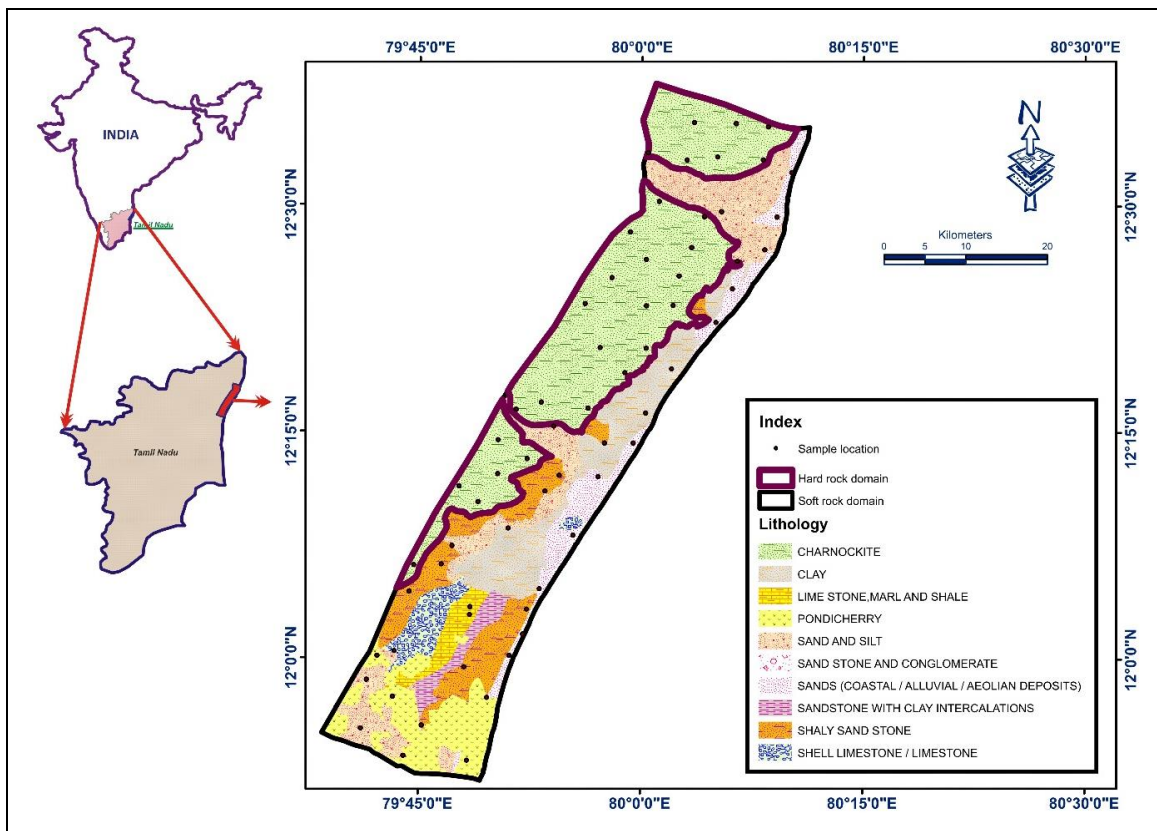 INDIA
Tamil Nadu
Tamil Nadu
79°45'0"E
80°0'0"E
80°15'0"E
80°30'0"E
12°30'0"N
12°15'0"N
12°0'0"N
12°30'0"N
12°15'0"N
12°0'0"N
79°45'0"E
80°0'0"E
80°15'0"E
80°30'0"E
N
Kilometers
0 5 10 20
Index
Sample location
Hard rock domain
Soft rock domain
Lithology
CHARNOCKITE
CLAY
LIME STONE,MARL AND SHALE
PONDICHERRY
SAND AND SILT
SAND STONE AND CONGLOMERATE
SANDS (COASTAL / ALLUVIAL / AEOLIAN DEPOSITS)
SANDSTONE WITH CLAY INTERCALATIONS
SHALY SAND STONE
SHELL LIMESTONE / LIMESTONE